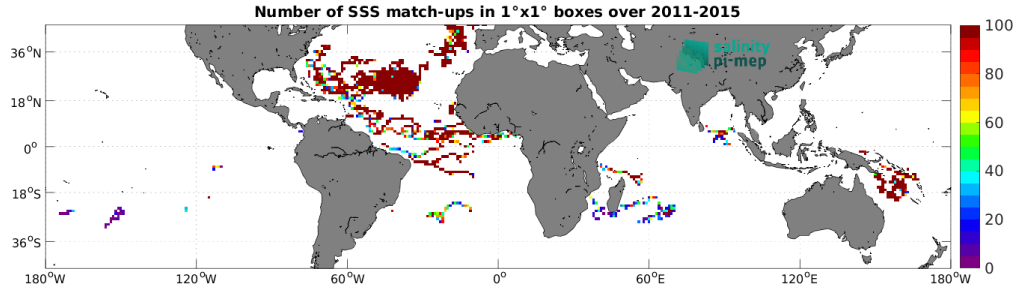 Number of SSS match-ups in 1°x1° boxes over 2011-2015
salinity
pi-mep
36°N
18°N
0°
18°S
36°S
180°W
120°W
60°W
0°
60°E
120°E
180°W
100
80
60
40
20
0